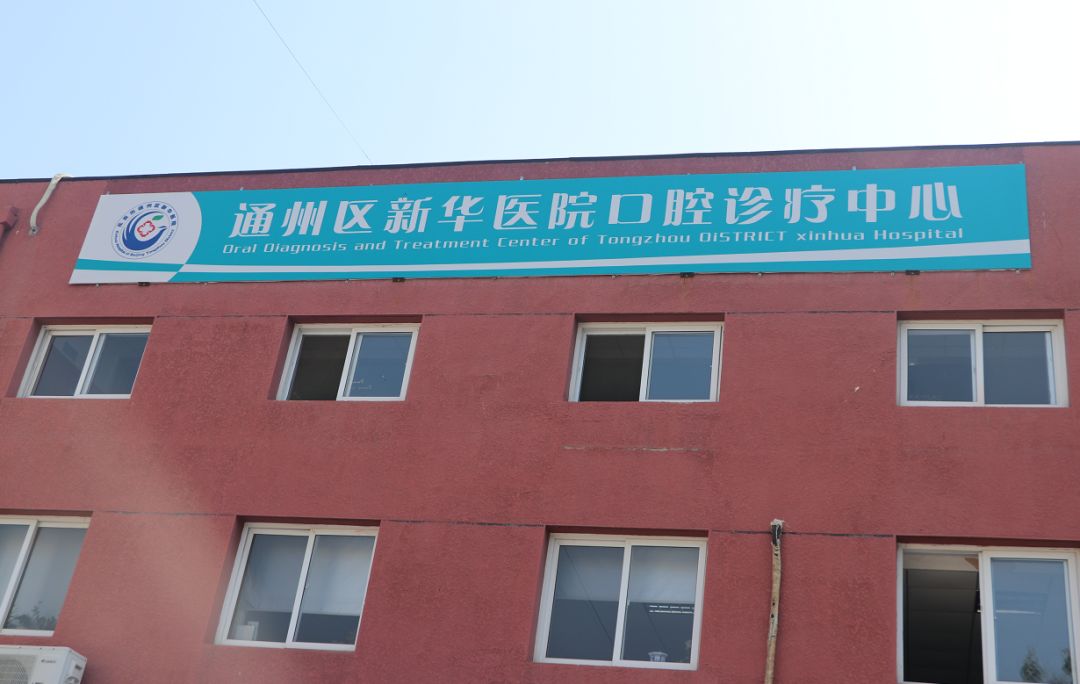 通州区新华医院口腔诊疗中心
Oral Diagnosis and Treatment Center of Tongzhou DiSTRICT xinhua Hospital